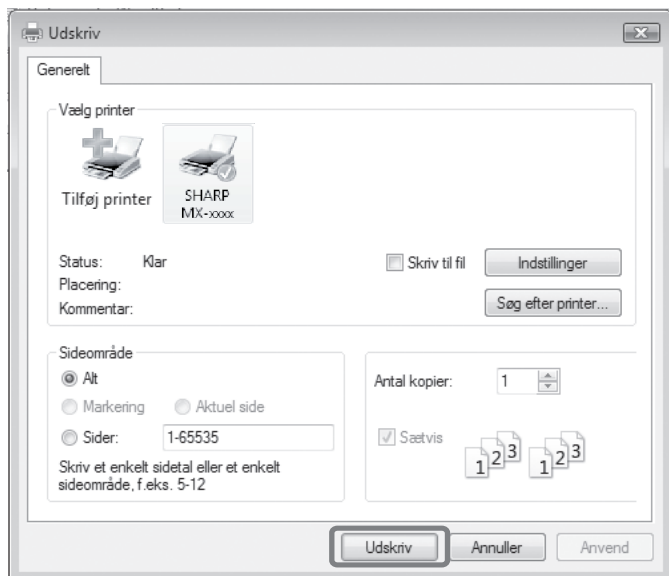 Udskriv
Generelt
Vælg printer
Tilføj printer
SHARP
MX-xxxx
Status: Klar
Placering:
Kommentar:
Skriv til fil
Indstillinger
Søg efter printer...
Sideområde
Alt
Markering Aktuel side
Sider: 1-65535
Skriv et enkelt sidetal eller et enkelt
sideområde, f.eks. 5-12
Antal kopier: 1
Sætvis
1 2 3 1 2 3
Udskriv Annuller Anvend